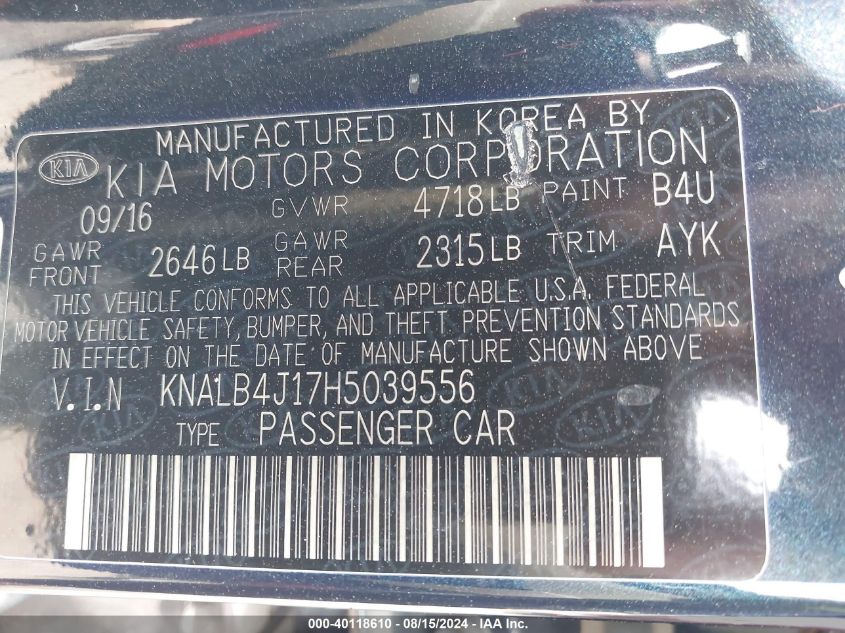 MANUFACTURED IN KOREA BY
KIA KIA MOTORS CORPORATION
09/16 GVWR 4718LB PAINT B4U
GAWR FRONT 2646LB GAWR REAR 2315LB TRIM AYK
THIS VEHICLE CONFORMS TO ALL APPLICABLE U.S.A. FEDERAL
MOTOR VEHICLE SAFETY, BUMPER, AND THEFT PREVENTION STANDARDS
IN EFFECT ON THE DATE OF MANUFACTURE SHOWN ABOVE
V.I.N KNALB4J17H5039556
TYPE PASSENGER CAR
000-40118610 - 08/15/2024 - IAAI.COM